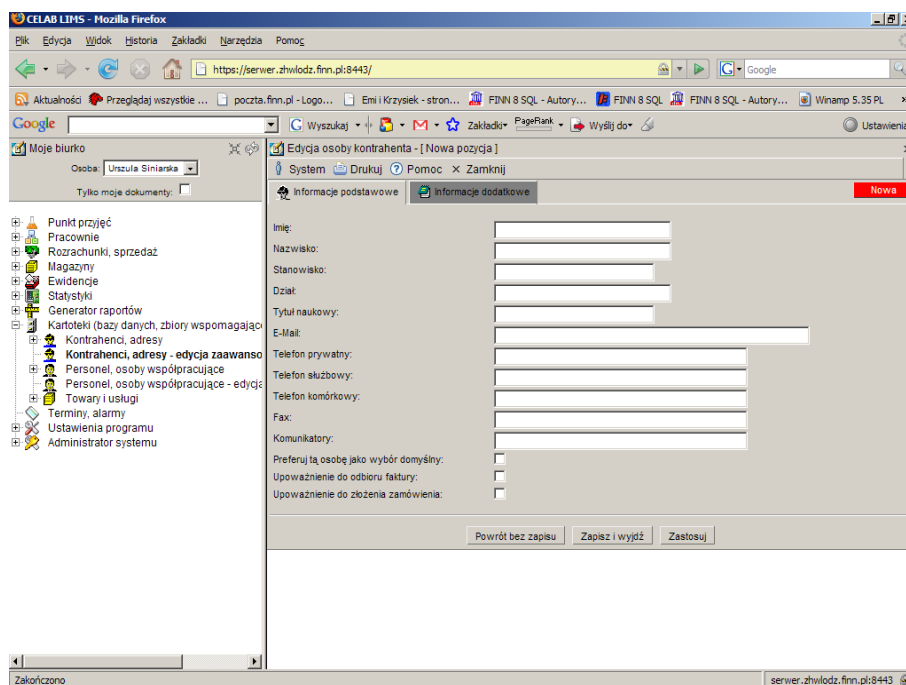 CELAB LIMS - Mozilla Firefox
Plik Edycja Widok Historia Zakładki Narzędzia Pomoc
https://serwer.zhwlodz.finn.pl:8443/ Google
Aktualności Przeglądaj wszystkie ... poczta.finn.pl - Logo... Emi i Krzysiek - stron... FINN 8 SQL - Autory... FINN 8 SQL FINN 8 SQL - Autory... Winamp 5.35 PL »
Google Wyszukaj Zakładki PageRank Wyślij do Ustawienia
Moje biurko
Osoba: Urszula Siniarska
Tylko moje dokumenty:
Punkt przyjęć
Pracownie
Rozrachunki, sprzedaż
Magazyny
Ewidencje
Statystyki
Generator raportów
Kartoteki (bazy danych, zbiory wspomagając
Kontrahenci, adresy
Kontrahenci, adresy - edycja zaawanso
Personel, osoby współpracujące
Personel, osoby współpracujące - edycja
Towary i usługi
Terminy, alarmy
Ustawienia programu
Administrator systemu
Edycja osoby kontrahenta - [ Nowa pozycja ]
System Drukuj Pomoc Zamknij
Informacje podstawowe Informacje dodatkowe Nowa
Imię:
Nazwisko:
Stanowisko:
Dział:
Tytuł naukowy:
E-Mail:
Telefon prywatny:
Telefon służbowy:
Telefon komórkowy:
Fax:
Komunikatory:
Preferuj tą osobę jako wybór domyślny:
Upoważnienie do odbioru faktury:
Upoważnienie do złożenia zamówienia:
Powrót bez zapisu Zapisz i wyjdź Zastosuj
Zakończono serwer.zhwlodz.finn.pl:8443